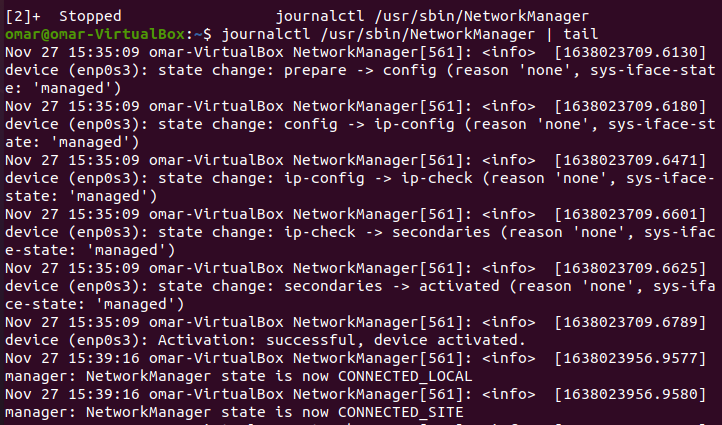 [2]+  Stopped                 journalctl /usr/sbin/NetworkManager
omar@omar-VirtualBox:~$ journalctl /usr/sbin/NetworkManager | tail
Nov 27 15:35:09 omar-VirtualBox NetworkManager[561]: <info>  [1638023709.6130]
device (enp0s3): state change: prepare -> config (reason 'none', sys-iface-stat
e: 'managed')
Nov 27 15:35:09 omar-VirtualBox NetworkManager[561]: <info>  [1638023709.6180]
device (enp0s3): state change: config -> ip-config (reason 'none', sys-iface-st
ate: 'managed')
Nov 27 15:35:09 omar-VirtualBox NetworkManager[561]: <info>  [1638023709.6471]
device (enp0s3): state change: ip-config -> ip-check (reason 'none', sys-iface-
state: 'managed')
Nov 27 15:35:09 omar-VirtualBox NetworkManager[561]: <info>  [1638023709.6601]
device (enp0s3): state change: ip-check -> secondaries (reason 'none', sys-ifac
e-state: 'managed')
Nov 27 15:35:09 omar-VirtualBox NetworkManager[561]: <info>  [1638023709.6625]
device (enp0s3): state change: secondaries -> activated (reason 'none', sys-ifa
ce-state: 'managed')
Nov 27 15:35:09 omar-VirtualBox NetworkManager[561]: <info>  [1638023709.6789]
device (enp0s3): Activation: successful, device activated.
Nov 27 15:39:16 omar-VirtualBox NetworkManager[561]: <info>  [1638023956.9577]
manager: NetworkManager state is now CONNECTED_LOCAL
Nov 27 15:39:16 omar-VirtualBox NetworkManager[561]: <info>  [1638023956.9580]
manager: NetworkManager state is now CONNECTED_SITE